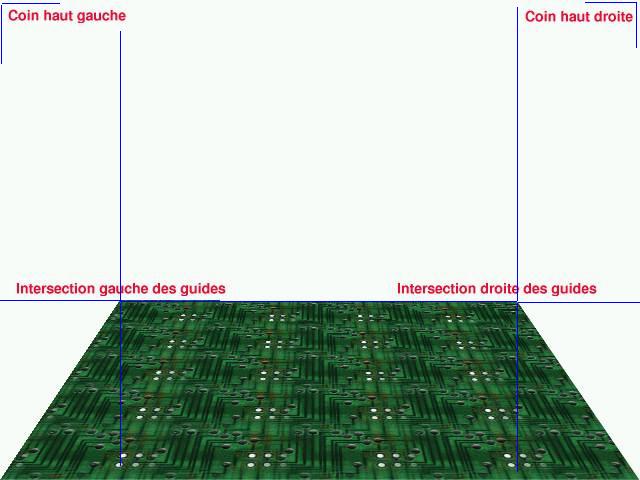 Coin haut gauche
Coin haut droite
Intersection gauche des guides
Intersection droite des guides